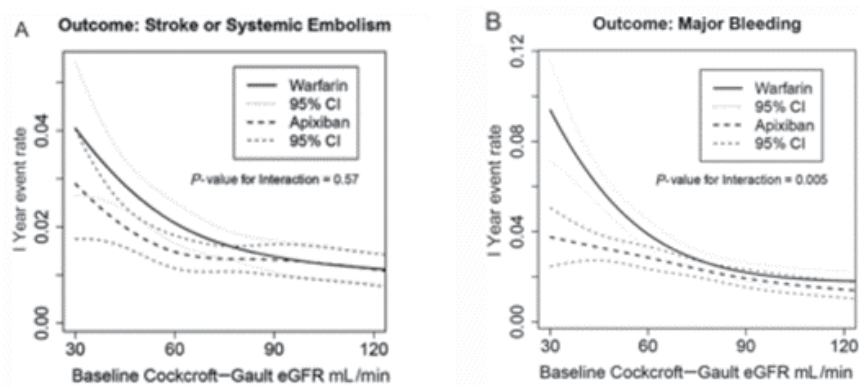 A
Outcome: Stroke or Systemic Embolism
Warfarin
95% CI
Apixiban
95% CI
P-value for Interaction = 0.57
I Year event rate
0.04
0.02
0.00
30
60
90
120
Baseline Cockcroft–Gault eGFR mL/min
B
Outcome: Major Bleeding
Warfarin
95% CI
Apixiban
95% CI
P-value for Interaction = 0.005
I Year event rate
0.12
0.08
0.04
0.00
30
60
90
120
Baseline Cockcroft–Gault eGFR mL/min